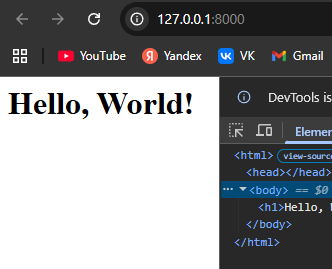 127.0.0.1:8000
YouTube Yandex VK Gmail
Hello, World!
DevTools is
Elemen
<html> view-sourc
<head></head>
··· <body> == $0
<h1>Hello,
</body>
</html>